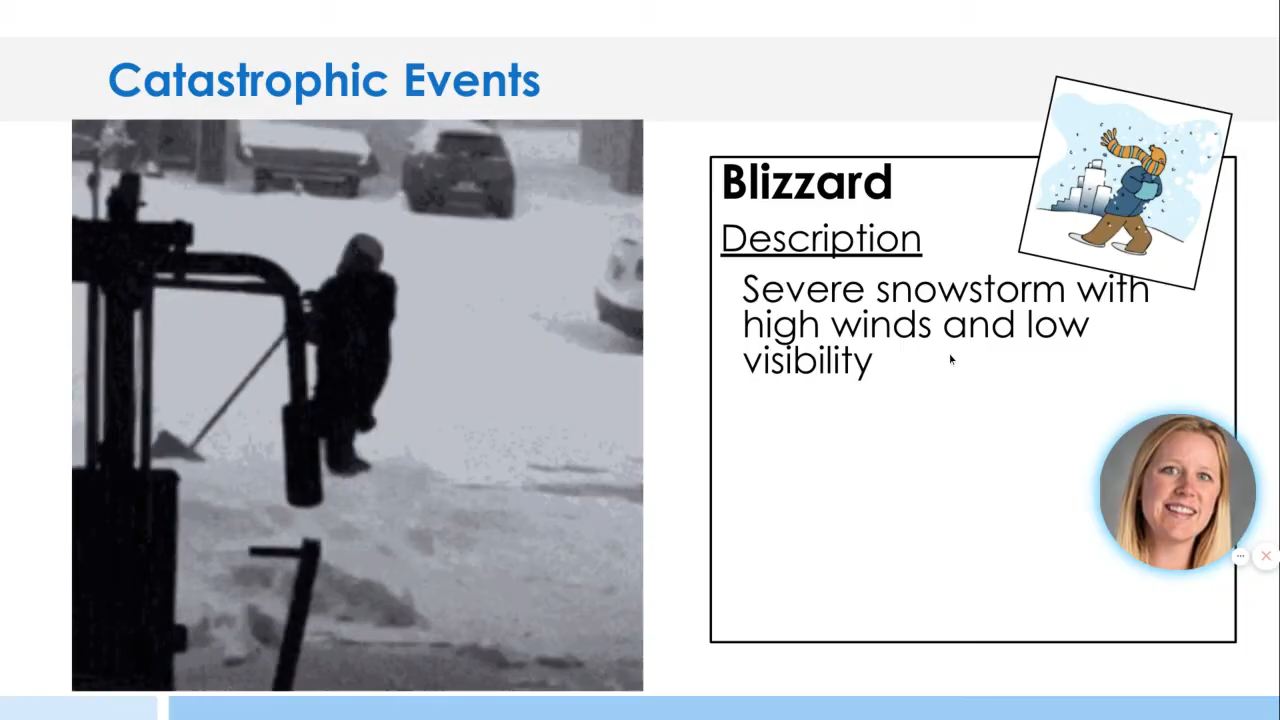 Catastrophic Events
Blizzard
Description
Severe snowstorm with
high winds and low
visibility